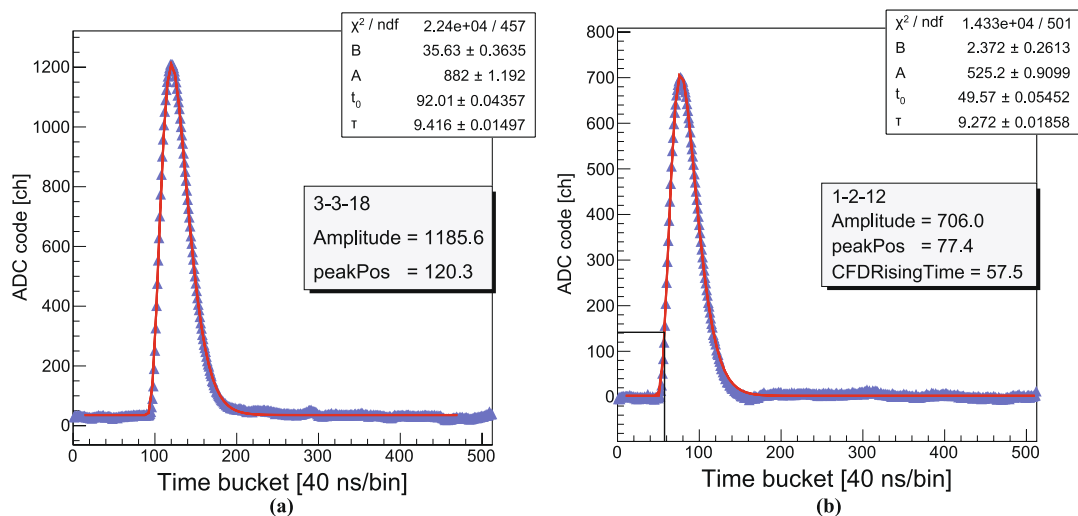 χ² / ndf 2.24e+04 / 457
B 35.63 ± 0.3635
A 882 ± 1.192
t₀ 92.01 ± 0.04357
τ 9.416 ± 0.01497
3-3-18
Amplitude = 1185.6
peakPos = 120.3
ADC code [ch]
1200
1000
800
600
400
200
0
0 100 200 300 400 500
Time bucket [40 ns/bin]
(a)
χ² / ndf 1.433e+04 / 501
B 2.372 ± 0.2613
A 525.2 ± 0.9099
t₀ 49.57 ± 0.05452
τ 9.272 ± 0.01858
1-2-12
Amplitude = 706.0
peakPos = 77.4
CFDRisingTime = 57.5
ADC code [ch]
800
700
600
500
400
300
200
100
0
0 100 200 300 400 500
Time bucket [40 ns/bin]
(b)